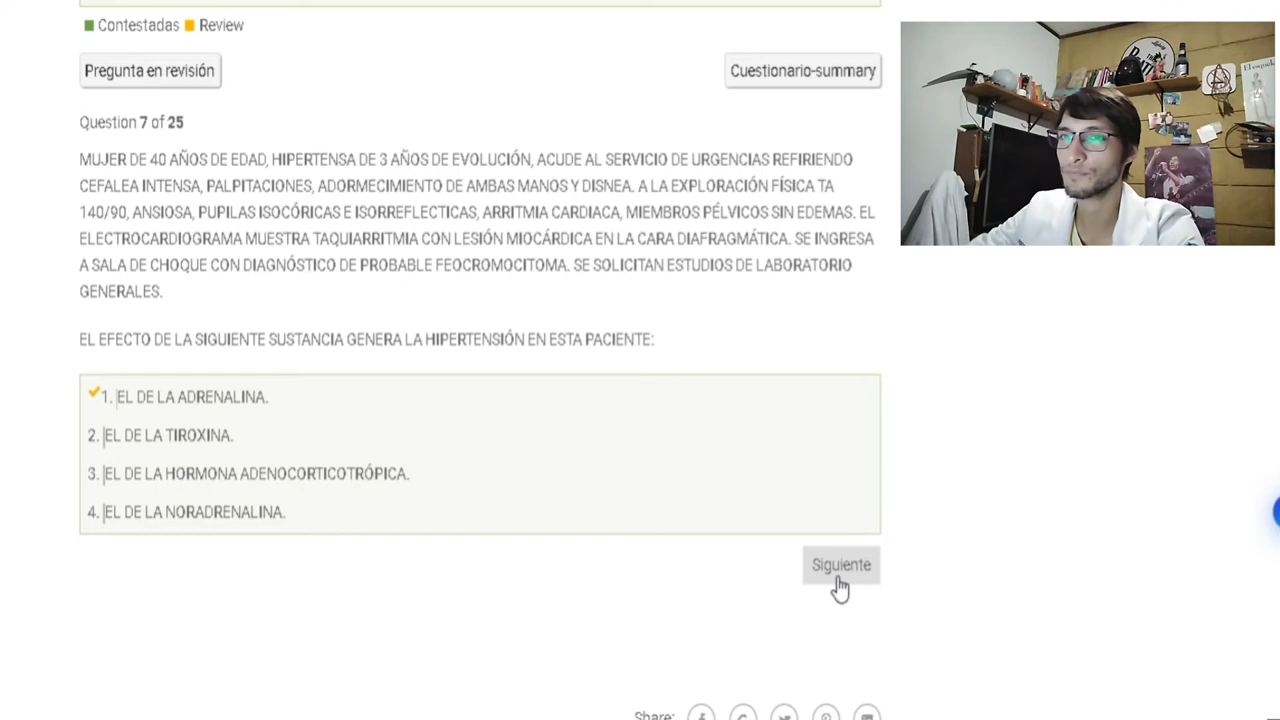 Contestadas Review
Pregunta en revisión Cuestionario-summary
Question 7 of 25
MUJER DE 40 AÑOS DE EDAD, HIPERTENSA DE 3 AÑOS DE EVOLUCIÓN, ACUDE AL SERVICIO DE URGENCIAS REFIRIENDO
CEFALEA INTENSA, PALPITACIONES, ADORMECIMIENTO DE AMBAS MANOS Y DISNEA. A LA EXPLORACIÓN FÍSICA TA
140/90, ANSIOSA, PUPILAS ISOCÓRICAS E ISORREFLECTICAS, ARRITMIA CARDIACA, MIEMBROS PÉLVICOS SIN EDEMAS. EL
ELECTROCARDIOGRAMA MUESTRA TAQUIARRITMIA CON LESIÓN MIOCÁRDICA EN LA CARA DIAFRAGMÁTICA. SE INGRESA
A SALA DE CHOQUE CON DIAGNÓSTICO DE PROBABLE FEOCROMOCITOMA. SE SOLICITAN ESTUDIOS DE LABORATORIO
GENERALES.
EL EFECTO DE LA SIGUIENTE SUSTANCIA GENERA LA HIPERTENSIÓN EN ESTA PACIENTE:
1. EL DE LA ADRENALINA.
2. EL DE LA TIROXINA.
3. EL DE LA HORMONA ADENOCORTICOTRÓPICA.
4. EL DE LA NORADRENALINA.
Siguiente
Share: